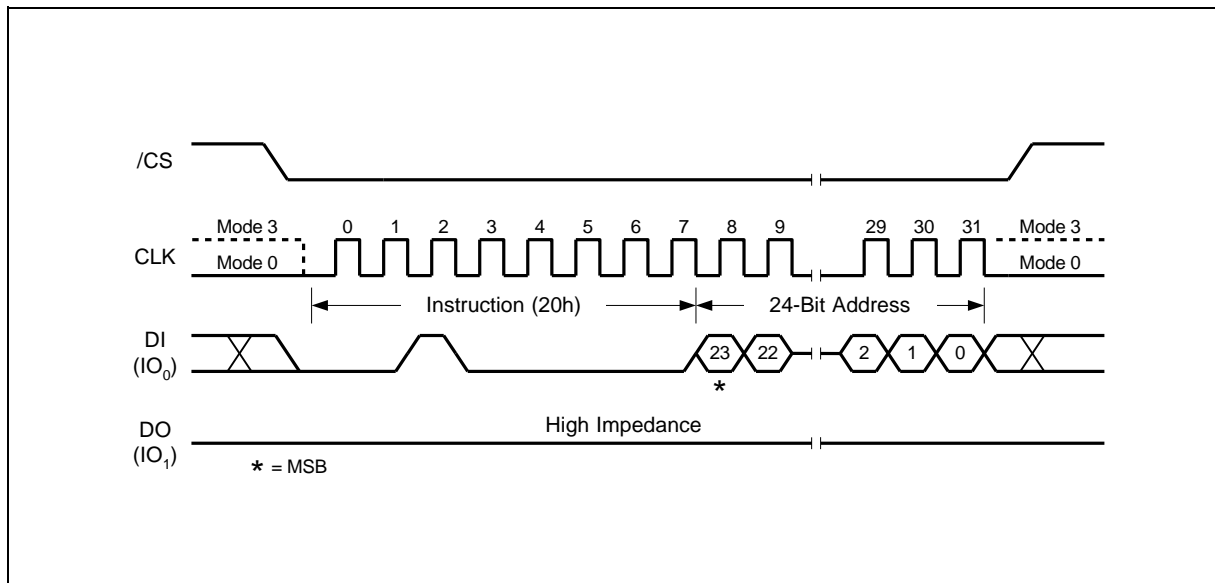 /CS
Mode 3 0 1 2 3 4 5 6 7 8 9 29 30 31 Mode 3
CLK Mode 0 Mode 0
Instruction (20h) 24-Bit Address
DI
(IO₀)
23 22 2 1 0
*
High Impedance
DO
(IO₁)
* = MSB